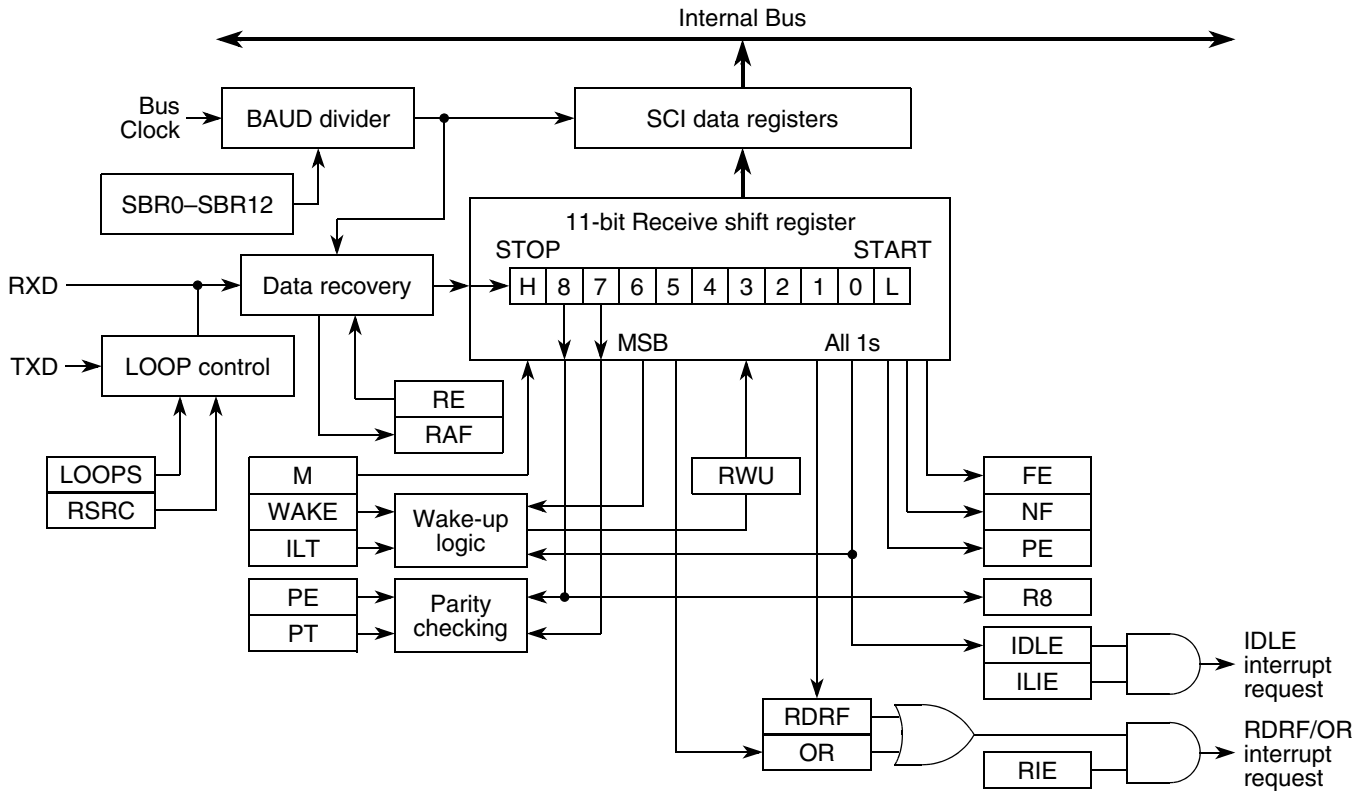 Internal Bus
Bus
Clock
BAUD divider
SCI data registers
SBR0–SBR12
11-bit Receive shift register
STOP
START
RXD
Data recovery
H 8 7 6 5 4 3 2 1 0 L
MSB
All 1s
TXD
LOOP control
RE
RAF
LOOPS
RSRC
M
WAKE
ILT
Wake-up
logic
RWU
FE
NF
PE
PE
PT
Parity
checking
R8
IDLE
ILIE
IDLE
interrupt
request
RDRF
OR
RIE
RDRF/OR
interrupt
request